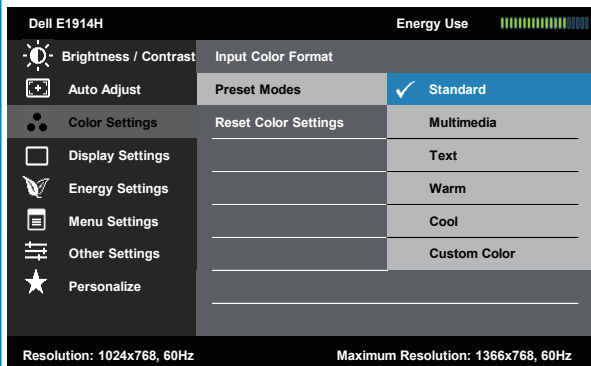 Dell E1914H Energy Use
Brightness / Contrast Input Color Format
Auto Adjust Preset Modes Standard
Color Settings Reset Color Settings Multimedia
Display Settings Text
Energy Settings Warm
Menu Settings Cool
Other Settings Custom Color
Personalize
Resolution: 1024x768, 60Hz Maximum Resolution: 1366x768, 60Hz